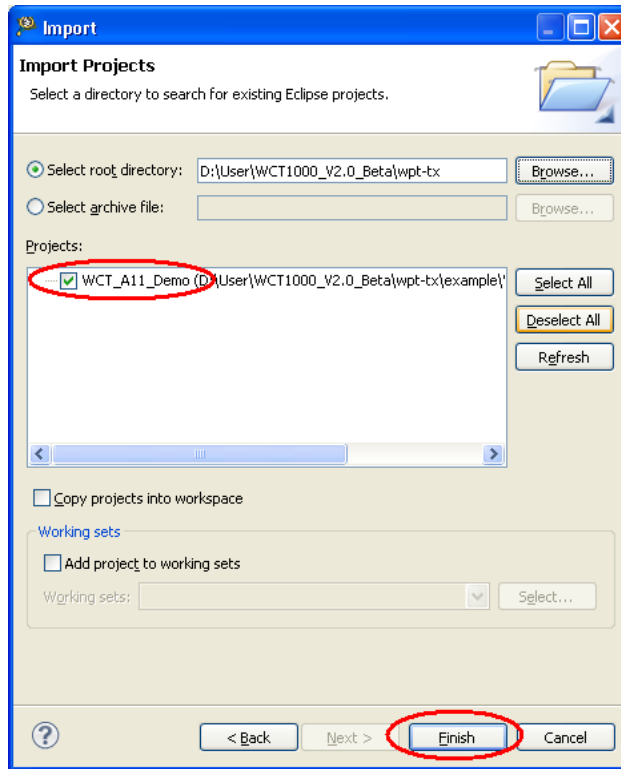 Import
Import Projects
Select a directory to search for existing Eclipse projects.
Select root directory: D:\User\WCT1000_V2.0_Beta\wpt-tx Browse...
Select archive file: Browse...
Projects:
WCT_A11_Demo (D:\User\WCT1000_V2.0_Beta\wpt-tx\example\
Select All
Deselect All
Refresh
Copy projects into workspace
Working sets
Add project to working sets
Working sets: Select...
? < Back Next > Finish Cancel